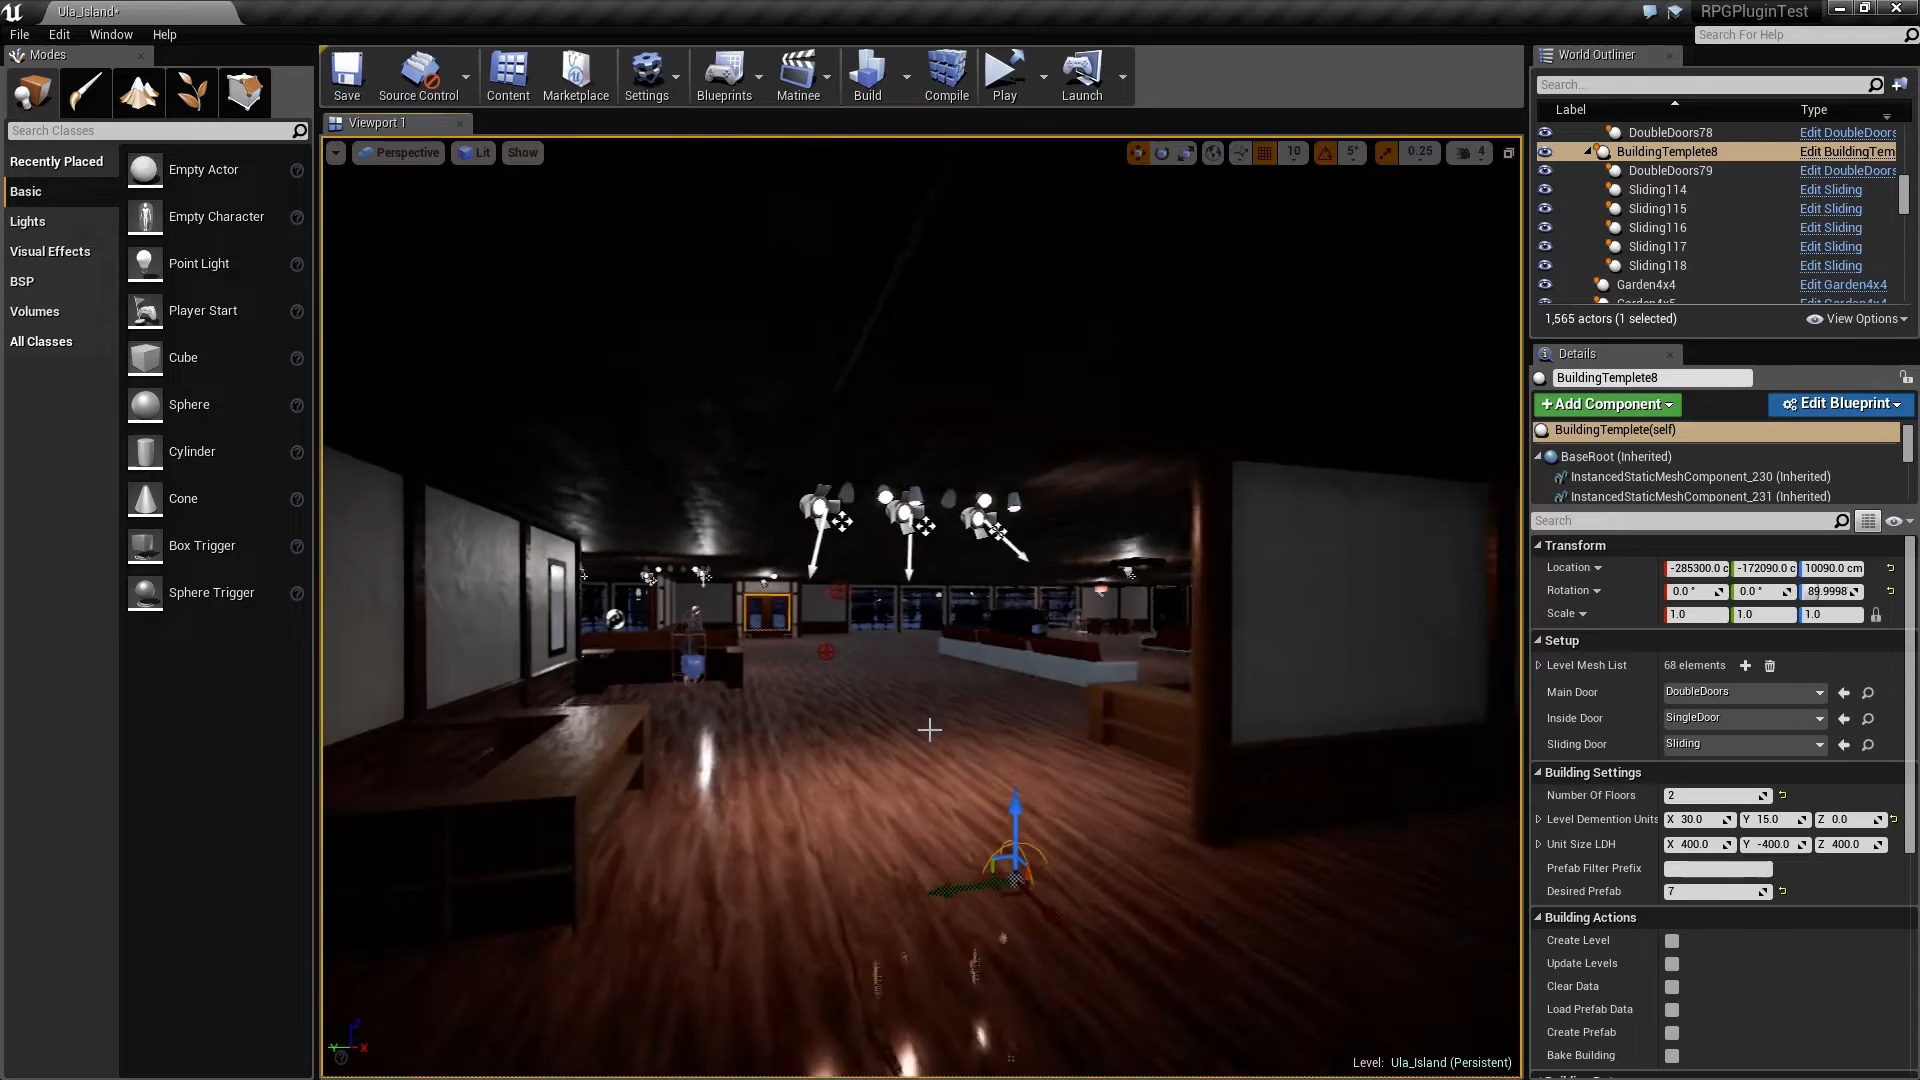 Ula_Island*
RPGPluginTest
File Edit Window Help
Search For Help
Modes
Search Classes
Recently Placed
Basic
Lights
Visual Effects
BSP
Volumes
All Classes
Empty Actor
Empty Character
Point Light
Player Start
Cube
Sphere
Cylinder
Cone
Box Trigger
Sphere Trigger
Save Source Control Content Marketplace Settings Blueprints Matinee Build Compile Play Launch
Viewport 1
Perspective Lit Show 10 5° 0.25 4
Level: Ula_Island (Persistent)
World Outliner
Search...
Label Type
DoubleDoors78 Edit DoubleDoors
BuildingTemplete8 Edit BuildingTem
DoubleDoors79 Edit DoubleDoors
Sliding114 Edit Sliding
Sliding115 Edit Sliding
Sliding116 Edit Sliding
Sliding117 Edit Sliding
Sliding118 Edit Sliding
Garden4x4 Edit Garden4x4
1,565 actors (1 selected) View Options
Details
BuildingTemplete8
+Add Component Edit Blueprint
BuildingTemplete(self)
BaseRoot (Inherited)
InstancedStaticMeshComponent_230 (Inherited)
InstancedStaticMeshComponent_231 (Inherited)
Search
Transform
Location -285300.0 c -172090.0 c 10090.0 cm
Rotation 0.0 ° 0.0 ° 89.9998
Scale 1.0 1.0 1.0
Setup
Level Mesh List 68 elements
Main Door DoubleDoors
Inside Door SingleDoor
Sliding Door Sliding
Building Settings
Number Of Floors 2
Level Demention Units X 30.0 Y 15.0 Z 0.0
Unit Size LDH X 400.0 Y -400.0 Z 400.0
Prefab Filter Prefix
Desired Prefab 7
Building Actions
Create Level
Update Levels
Clear Data
Load Prefab Data
Create Prefab
Bake Building